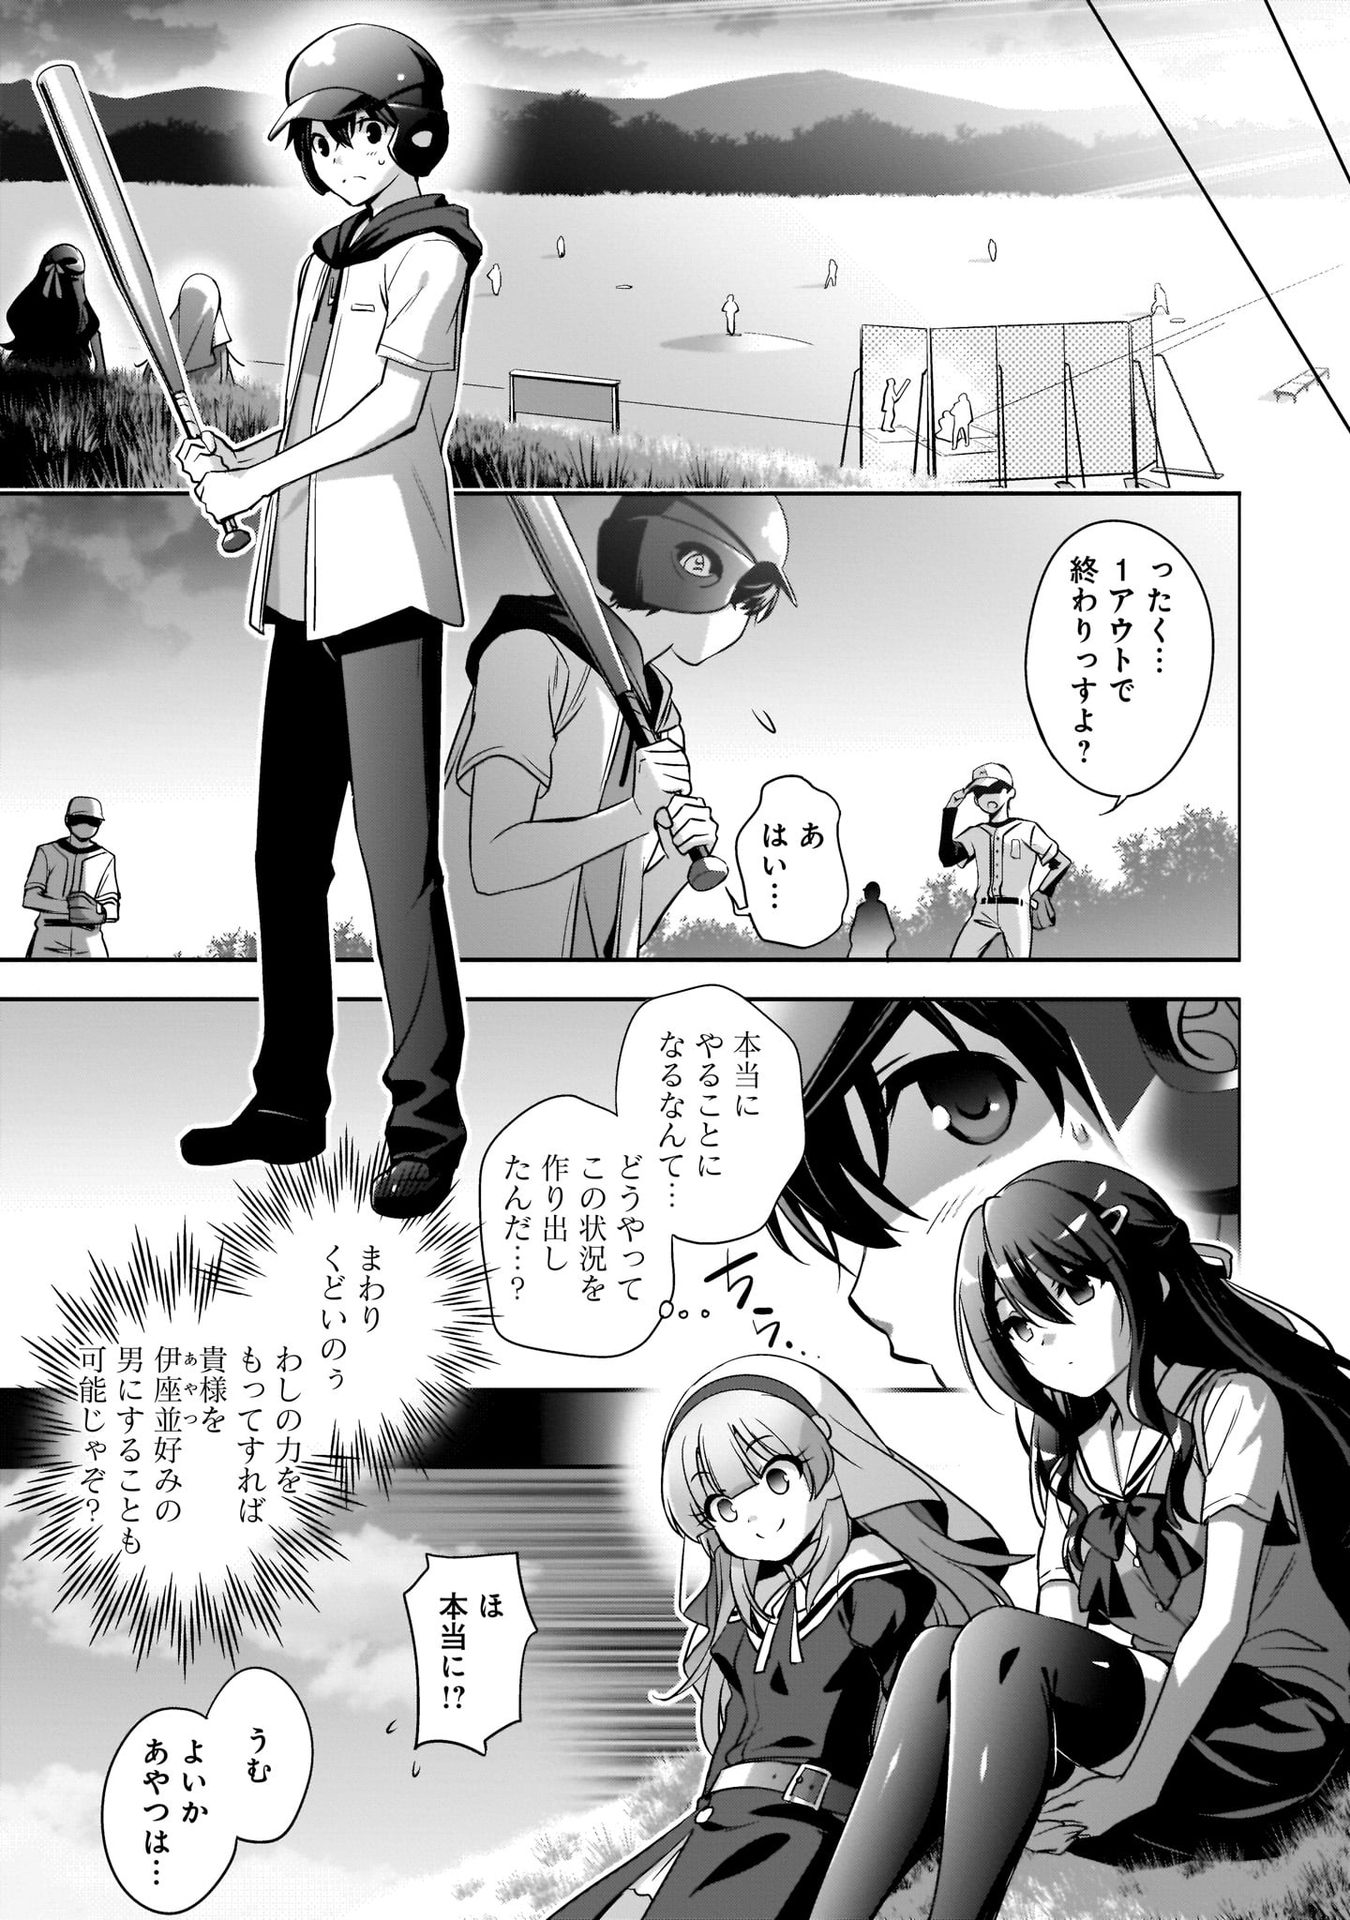 ったく…
1アウトで
終わりっすよ？
あ
はい…
本当に
やることに
なるなんて…
どうやって
この状況を
作り出し
たんだ…？
ちら…
まわり
くどいのぅ
わしの力を
もってすれば
貴様を
伊座並好みの
あやつ
男にすることも
可能じゃぞ？
ほ
本当に!?
うむ
よいか
あやつは…